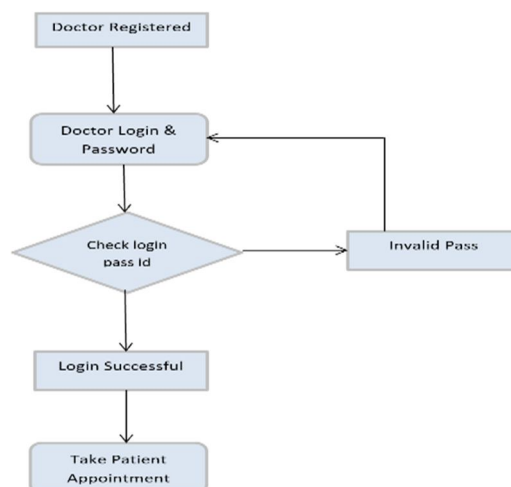 Doctor Registered
Doctor Login &
Password
Check login
pass id
Invalid Pass
Login Successful
Take Patient
Appointment